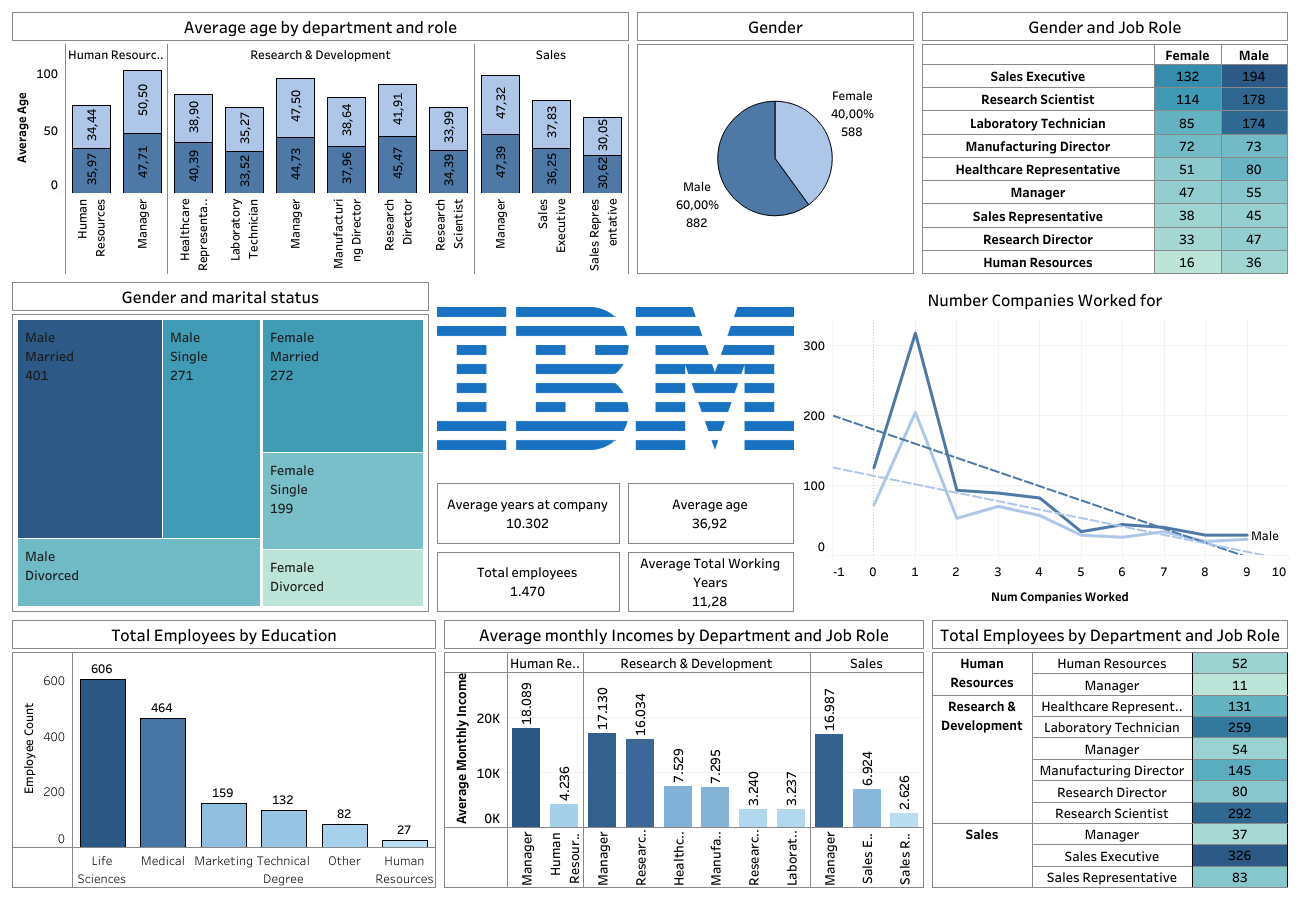 Average age by department and role
Human Resourc..
Research & Development
Sales
Average Age
100
50
0
34,44
35,97
50,50
47,71
38,90
40,39
35,27
33,52
47,50
44,73
38,64
37,96
41,91
45,47
33,99
34,39
47,32
47,39
37,83
36,25
30,05
30,62
Human
Resources
Manager
Healthcare
Representa..
Laboratory
Technician
Manager
Manufacturi
ng Director
Research
Director
Research
Scientist
Manager
Sales
Executive
Sales Repres
entative
Gender
Female
40,00%
588
Male
60,00%
882
Gender and Job Role
Female Male
Sales Executive 132 194
Research Scientist 114 178
Laboratory Technician 85 174
Manufacturing Director 72 73
Healthcare Representative 51 80
Manager 47 55
Sales Representative 38 45
Research Director 33 47
Human Resources 16 36
Gender and marital status
Male
Married
401
Male
Single
271
Female
Married
272
Female
Single
199
Male
Divorced
Female
Divorced
IBM
Average years at company
10.302
Average age
36,92
Total employees
1.470
Average Total Working
Years
11,28
Number Companies Worked for
300
200
100
0
Male
-1 0 1 2 3 4 5 6 7 8 9 10
Num Companies Worked
Total Employees by Education
Employee Count
600
400
200
0
606
464
159
132
82
27
Life
Sciences
Medical
Marketing
Technical
Degree
Other
Human
Resources
Average monthly Incomes by Department and Job Role
Human Re..
Research & Development
Sales
Average Monthly Income
20K
10K
0K
18.089
4.236
17.130
16.034
7.529
7.295
3.240
3.237
16.987
6.924
2.626
Manager
Human
Resour..
Manager
Researc..
Healthc..
Manufa..
Researc..
Laborat..
Manager
Sales E..
Sales R..
Total Employees by Department and Job Role
Human
Resources
Human Resources 52
Manager 11
Research &
Development
Healthcare Represent.. 131
Laboratory Technician 259
Manager 54
Manufacturing Director 145
Research Director 80
Research Scientist 292
Sales
Manager 37
Sales Executive 326
Sales Representative 83